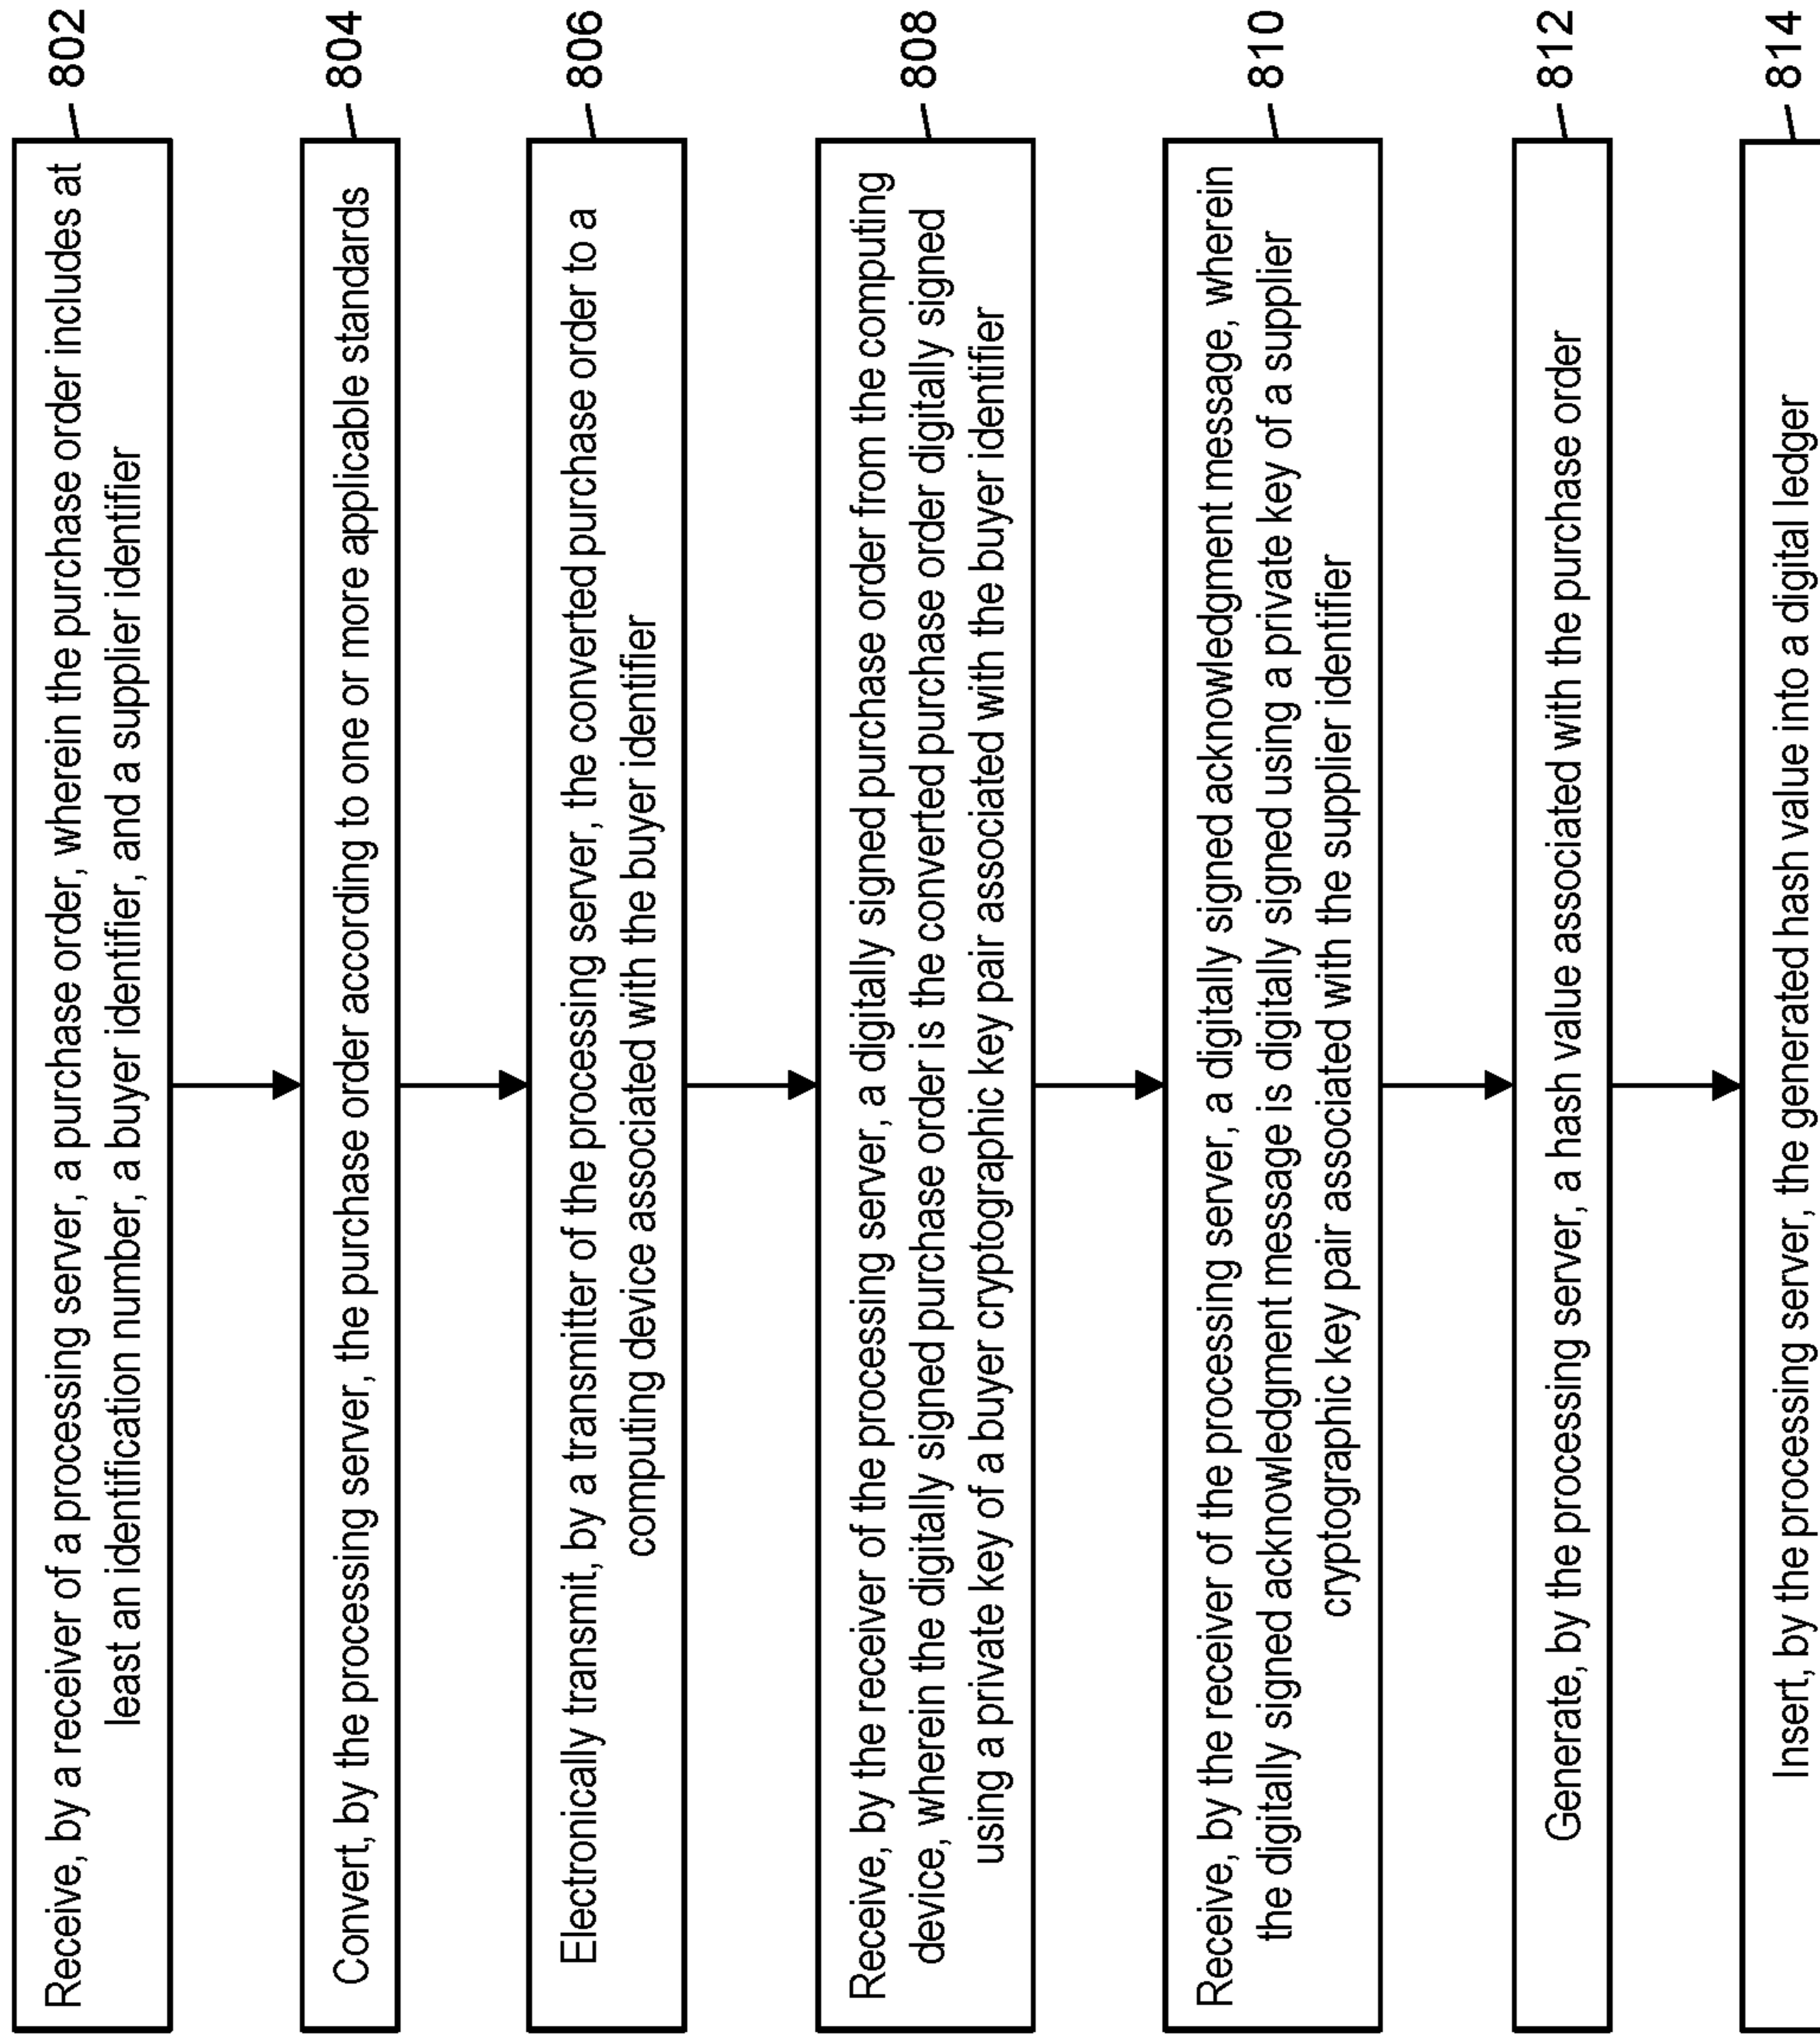 Receive, by a receiver of a processing server, a purchase order, wherein the purchase order includes at
least an identification number, a buyer identifier, and a supplier identifier
802
Convert, by the processing server, the purchase order according to one or more applicable standards
804
Electronically transmit, by a transmitter of the processing server, the converted purchase order to a
computing device associated with the buyer identifier
806
Receive, by the receiver of the processing server, a digitally signed purchase order from the computing
device, wherein the digitally signed purchase order is the converted purchase order digitally signed
using a private key of a buyer cryptographic key pair associated with the buyer identifier
808
Receive, by the receiver of the processing server, a digitally signed acknowledgment message, wherein
the digitally signed acknowledgment message is digitally signed using a private key of a supplier
cryptographic key pair associated with the supplier identifier
810
Generate, by the processing server, a hash value associated with the purchase order
812
Insert, by the processing server, the generated hash value into a digital ledger
814